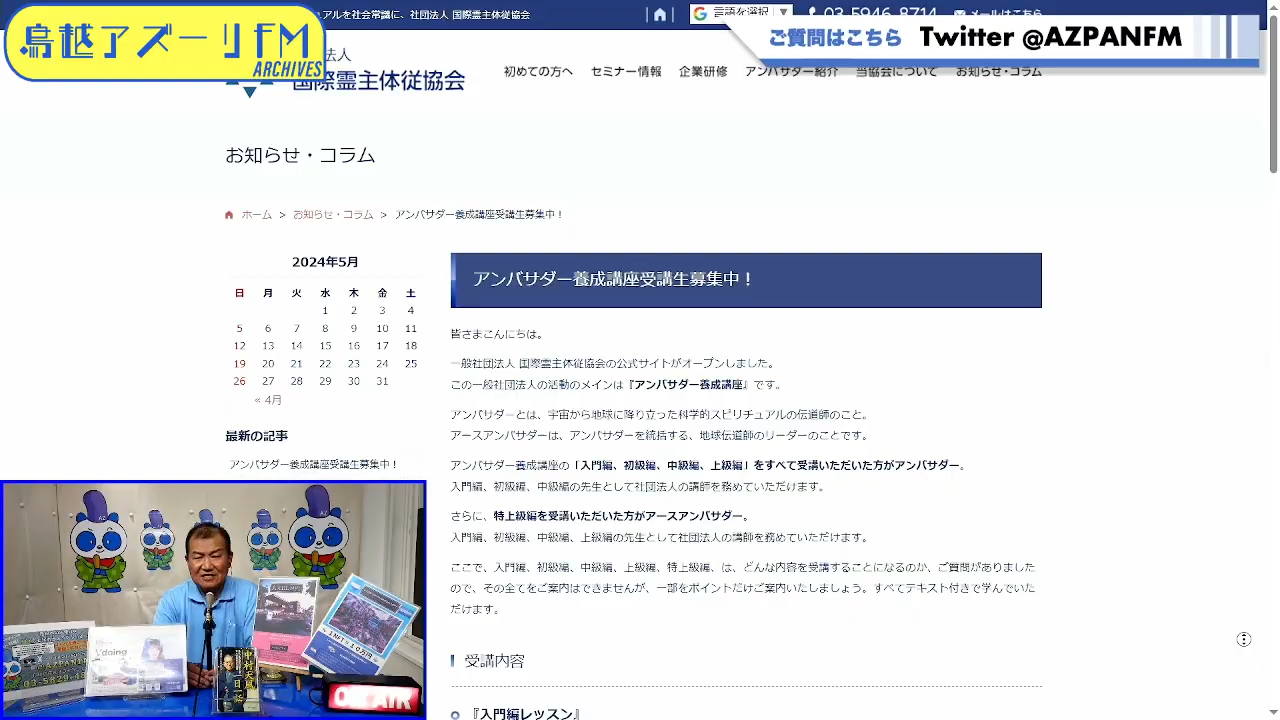 鳥越アズーリFM
ARCHIVES
アルを社会常識に、社団法人 国際霊主体従協会
言語を選択
03-5946-8714
メールはこちら
ご質問はこちら Twitter @AZPANFM
国際霊主体従協会
初めての方へ
セミナー情報
企業研修
アンバサダー紹介
当協会について
お知らせ・コラム
お知らせ・コラム
ホーム > お知らせ・コラム > アンバサダー養成講座受講生募集中！
2024年5月
日 月 火 水 木 金 土
1 2 3 4
5 6 7 8 9 10 11
12 13 14 15 16 17 18
19 20 21 22 23 24 25
26 27 28 29 30 31
« 4月
最新の記事
アンバサダー養成講座受講生募集中！
アンバサダー養成講座受講生募集中！
皆さまこんにちは。
一般社団法人 国際霊主体従協会の公式サイトがオープンしました。
この一般社団法人の活動のメインは『アンバサダー養成講座』です。
アンバサダーとは、宇宙から地球に降り立った科学的スピリチュアルの伝道師のこと。
アースアンバサダーは、アンバサダーを統括する、地球伝道師のリーダーのことです。
アンバサダー養成講座の「入門編、初級編、中級編、上級編」をすべて受講いただいた方がアンバサダー。
入門編、初級編、中級編の先生として社団法人の講師を務めていただけます。
さらに、特上級編を受講いただいた方がアースアンバサダー。
入門編、初級編、中級編、上級編の先生として社団法人の講師を務めていただけます。
ここで、入門編、初級編、中級編、上級編、特上級編、は、どんな内容を受講することになるのか、ご質問がありました
ので、その全てをご案内はできませんが、一部をポイントだけご案内いたしましょう。すべてテキスト付きで学んでいた
だけます。
受講内容
『入門編レッスン』
AZ
doing
@AZPANFM
03-5829-48
中村天風
一日一話
ON AIR